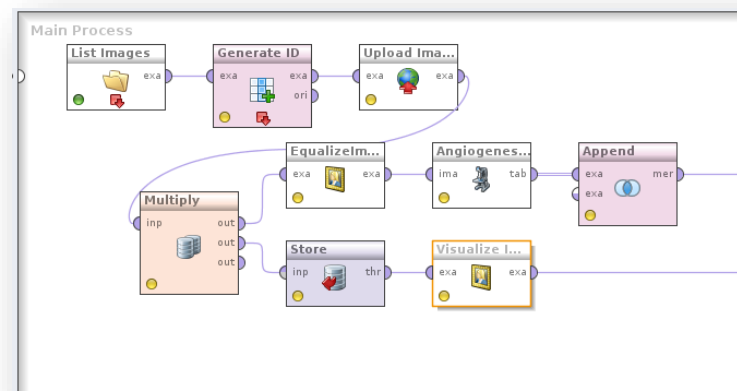 Main Process
List Images
exa
Generate ID
exa
exa
ori
Upload Ima...
exa
exa
EqualizeIm...
exa
exa
Angiogenes...
ima
tab
Append
exa
mer
exa
Multiply
inp
out
out
out
Store
inp
thr
Visualize I...
exa
exa